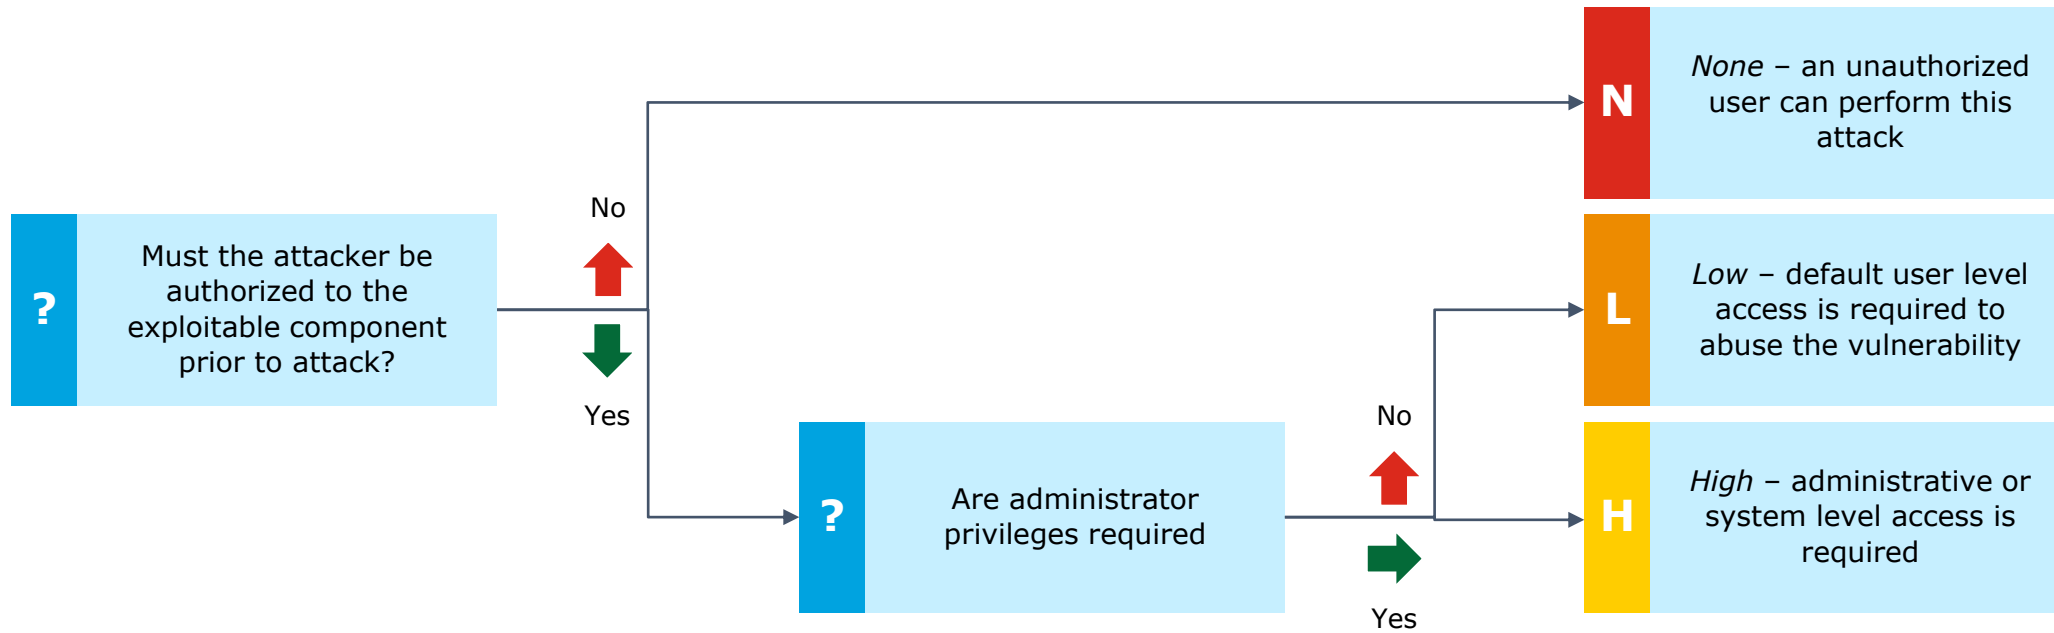 N
None – an unauthorized
user can perform this
attack
No
?
Must the attacker be
authorized to the
exploitable component
prior to attack?
Yes
L
Low – default user level
access is required to
abuse the vulnerability
?
Are administrator
privileges required
No
Yes
H
High – administrative or
system level access is
required